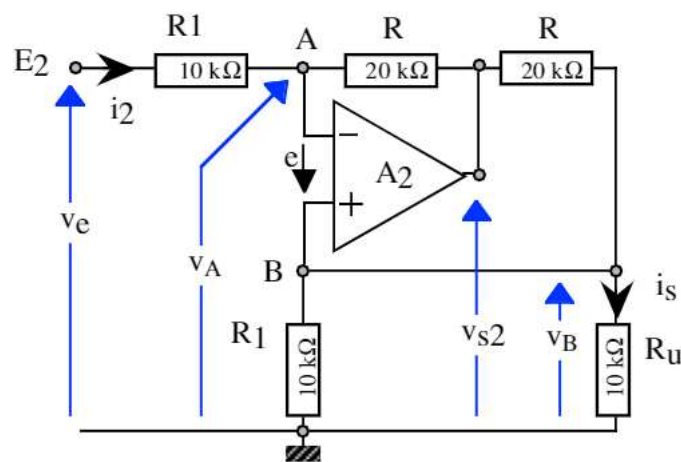 R1 A R R
E2 10 kΩ 20 kΩ 20 kΩ
i2
−
e A2
+
ve vA
B is
R1 vs2 vB Ru
10 kΩ 10 kΩ